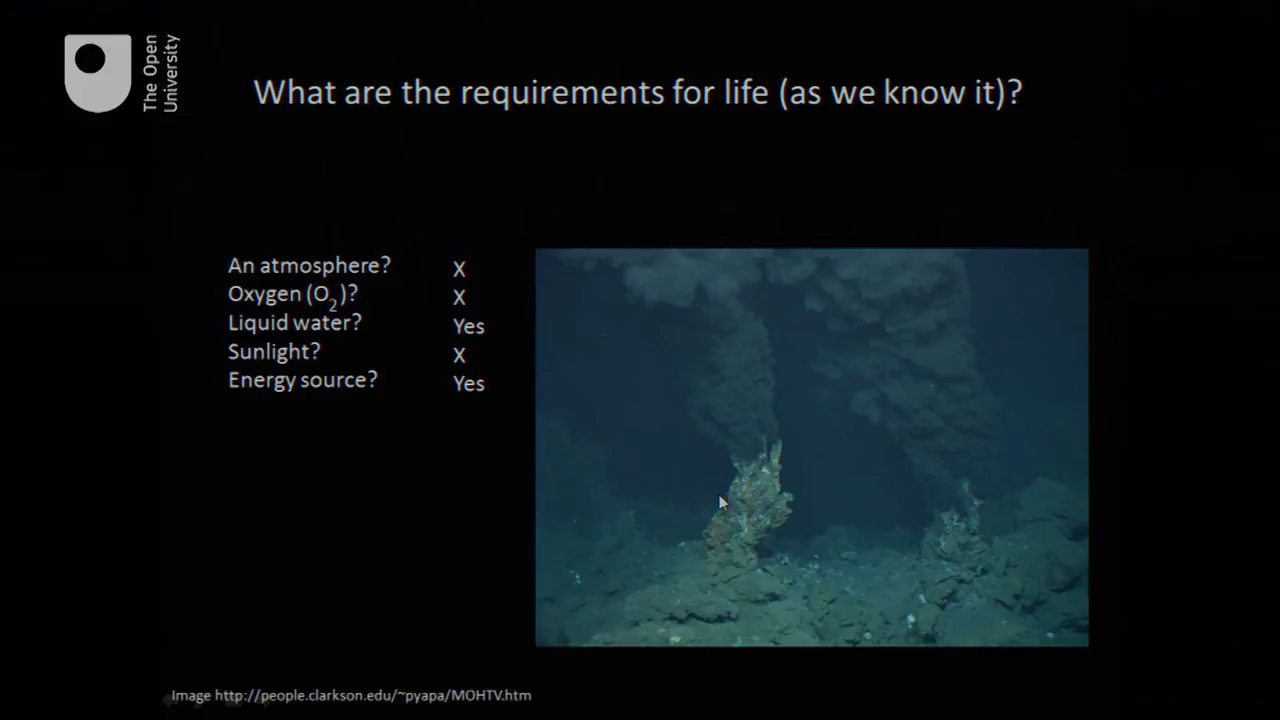 The Open
University
What are the requirements for life (as we know it)?
An atmosphere? X
Oxygen (O2)? X
Liquid water? Yes
Sunlight? X
Energy source? Yes
Image http://people.clarkson.edu/~pyapa/MOHTV.htm